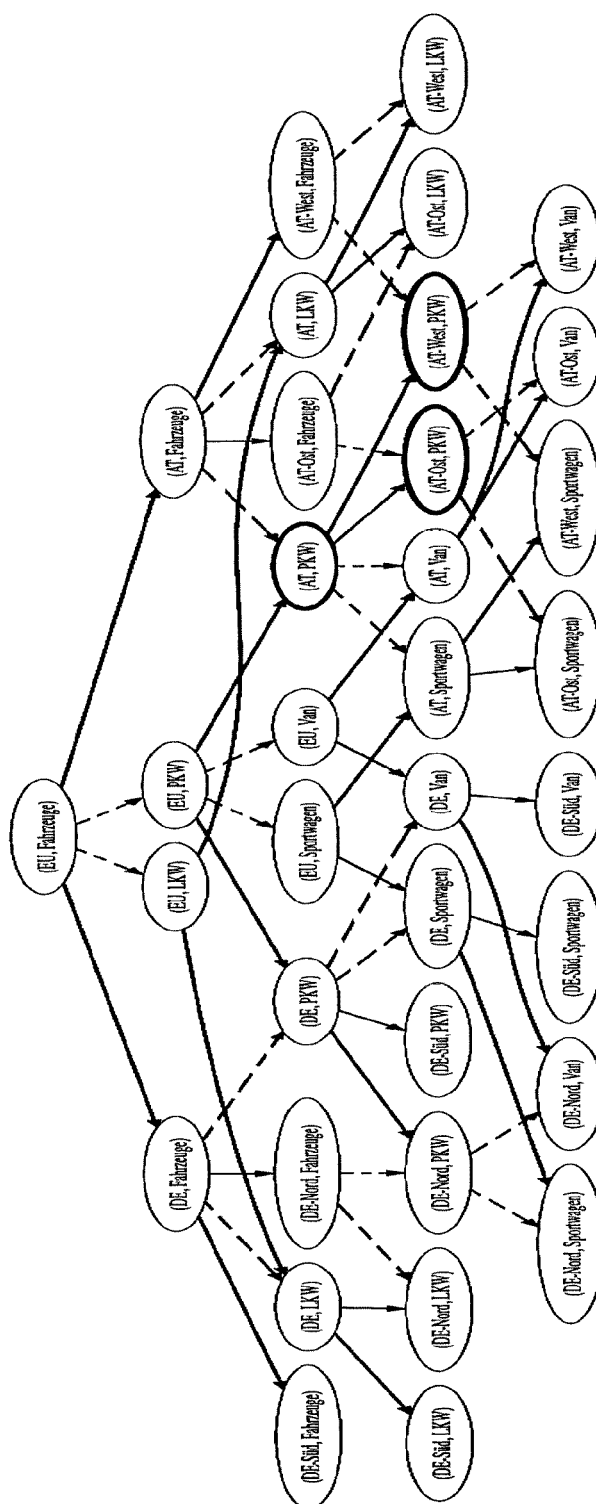 (EU, Fahrzeuge)
(DE, Fahrzeuge)
(EU, LKW)
(EU, PKW)
(AT, Fahrzeuge)
(DE-Süd, Fahrzeuge)
(DE, LKW)
(DE-Nord, Fahrzeuge)
(DE, PKW)
(EU, Sportwagen)
(EU, Van)
(AT, PKW)
(AT-Ost, Fahrzeuge)
(AT, LKW)
(AT-West, Fahrzeuge)
(DE-Süd, LKW)
(DE-Nord, LKW)
(DE-Nord, PKW)
(DE-Süd, PKW)
(DE, Sportwagen)
(DE, Van)
(AT, Sportwagen)
(AT, Van)
(AT-Ost, PKW)
(AT-West, PKW)
(AT-Ost, LKW)
(AT-West, LKW)
(DE-Nord, Sportwagen)
(DE-Nord, Van)
(DE-Süd, Sportwagen)
(DE-Süd, Van)
(AT-Ost, Sportwagen)
(AT-West, Sportwagen)
(AT-Ost, Van)
(AT-West, Van)